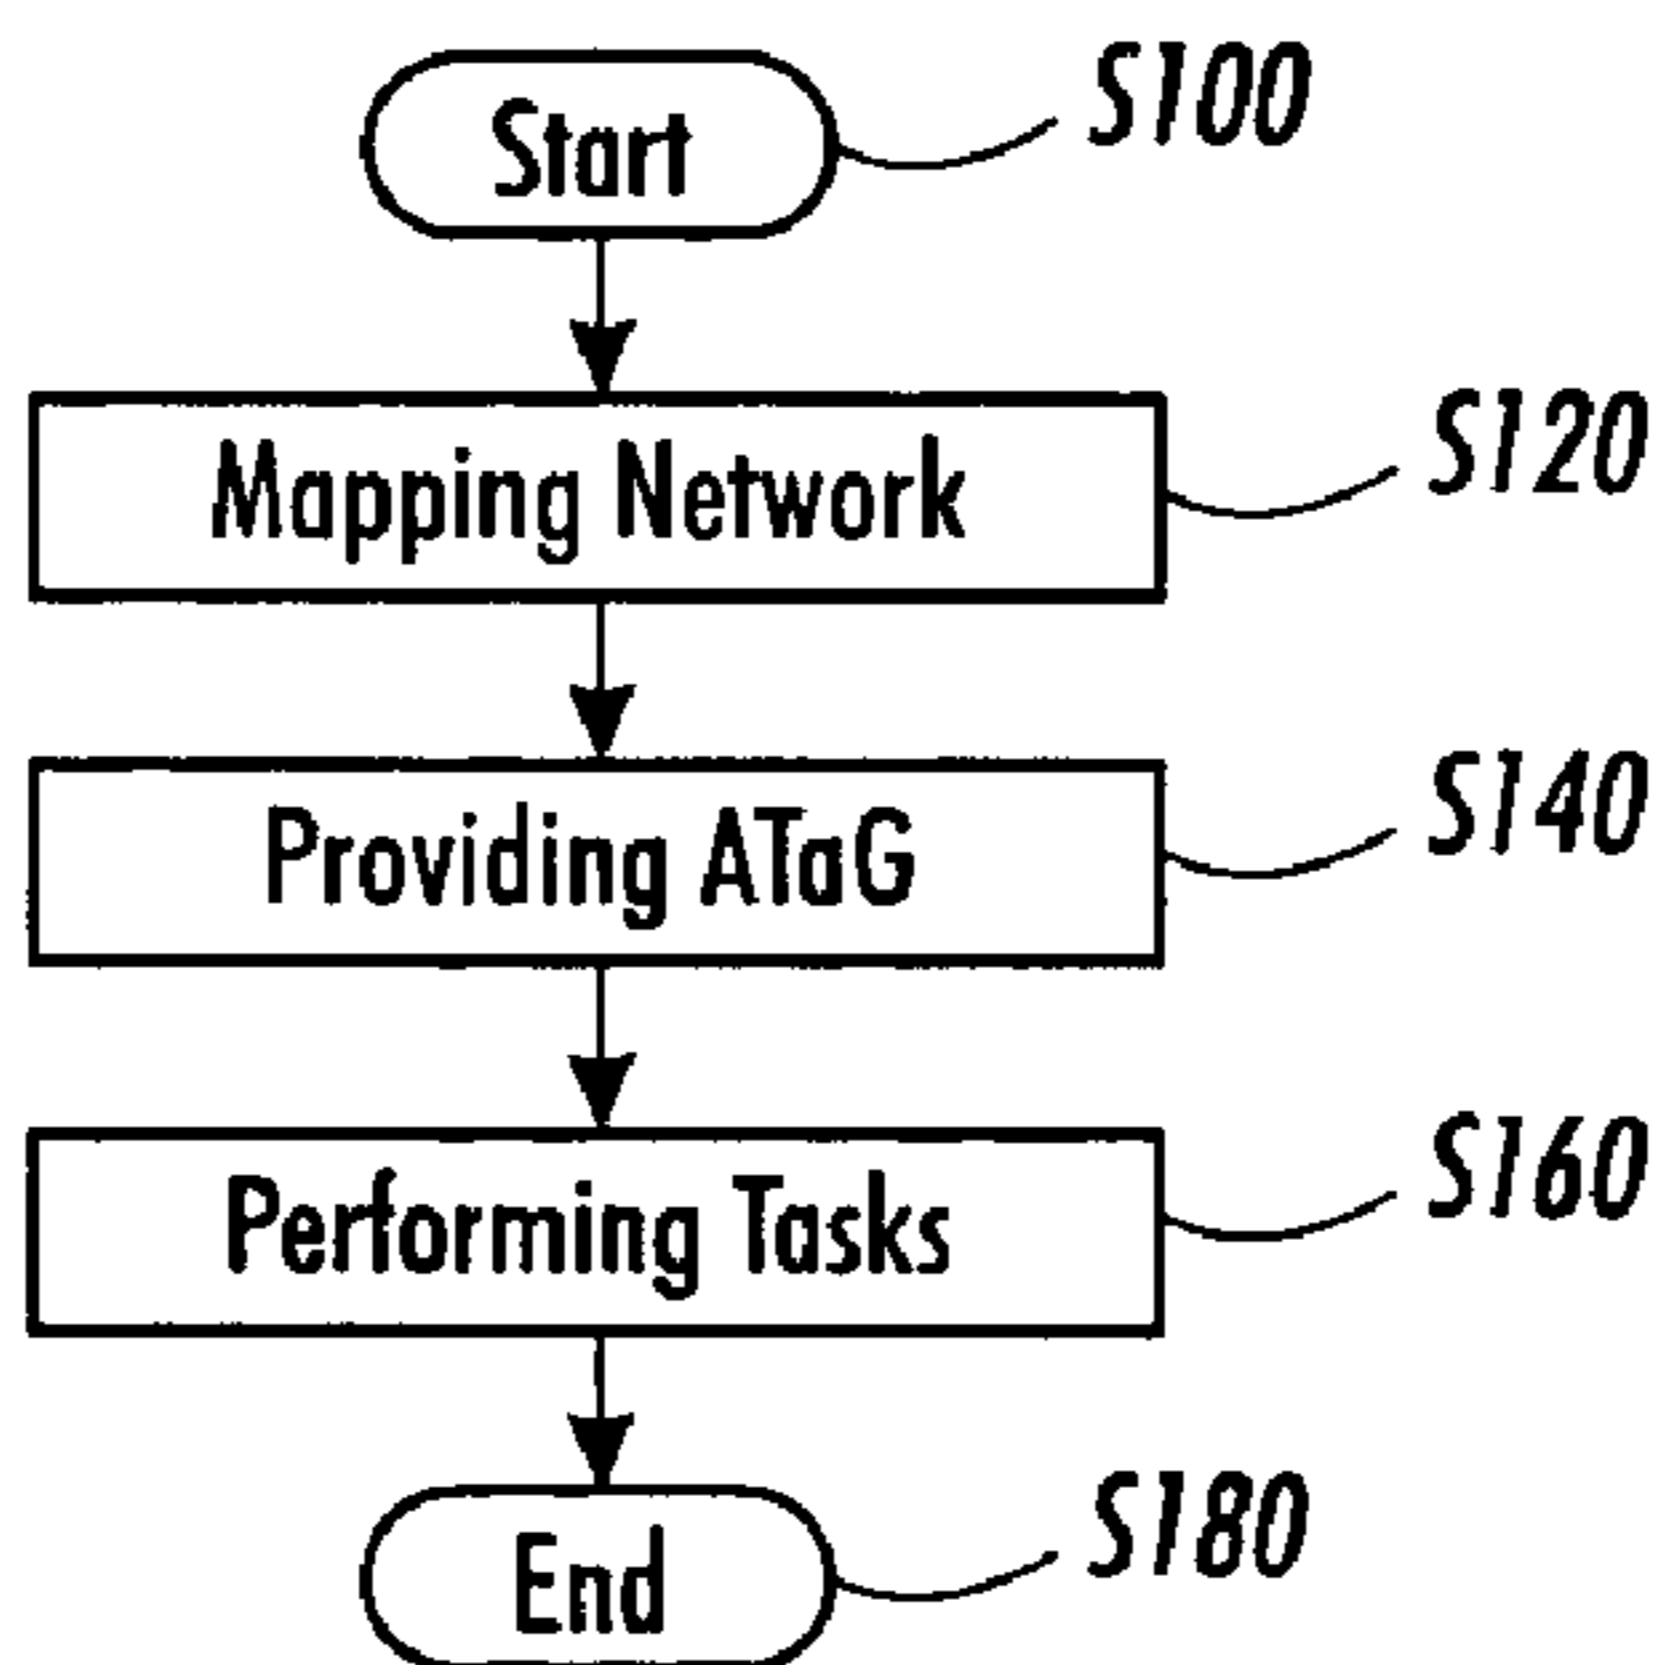 Start S100
Mapping Network S120
Providing ATaG S140
Performing Tasks S160
End S180